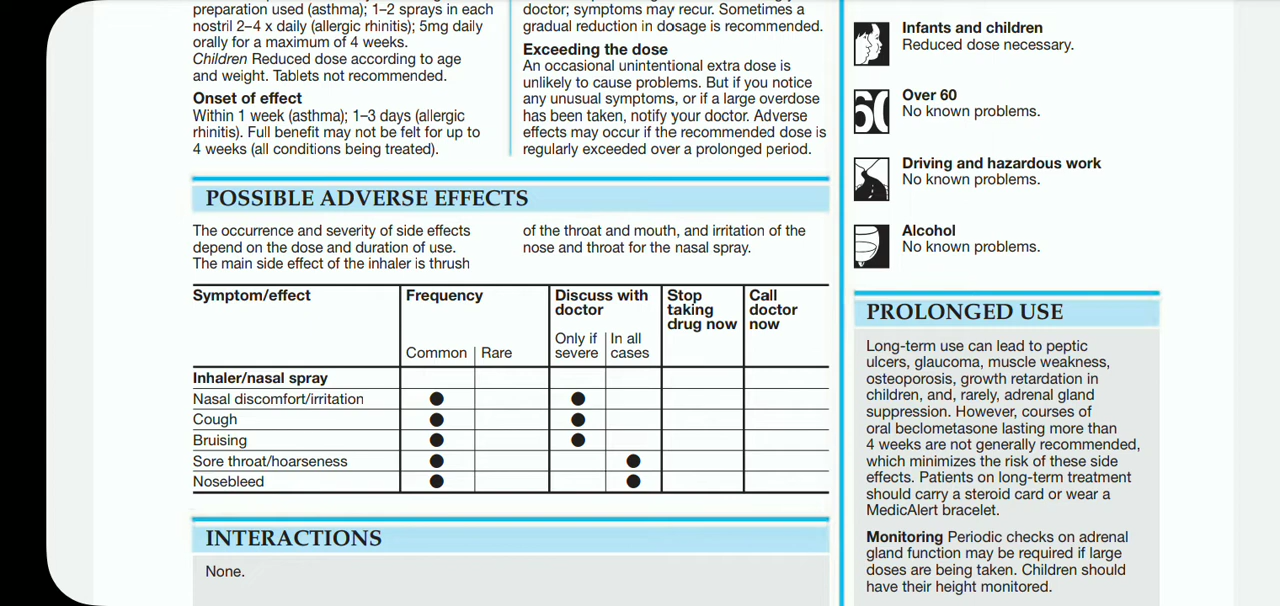 preparation used (asthma); 1–2 sprays in each
nostril 2–4 x daily (allergic rhinitis); 5mg daily
orally for a maximum of 4 weeks.
Children Reduced dose according to age
and weight. Tablets not recommended.
Onset of effect
Within 1 week (asthma); 1–3 days (allergic
rhinitis). Full benefit may not be felt for up to
4 weeks (all conditions being treated).
doctor; symptoms may recur. Sometimes a
gradual reduction in dosage is recommended.
Exceeding the dose
An occasional unintentional extra dose is
unlikely to cause problems. But if you notice
any unusual symptoms, or if a large overdose
has been taken, notify your doctor. Adverse
effects may occur if the recommended dose is
regularly exceeded over a prolonged period.
POSSIBLE ADVERSE EFFECTS
The occurrence and severity of side effects
depend on the dose and duration of use.
The main side effect of the inhaler is thrush
of the throat and mouth, and irritation of the
nose and throat for the nasal spray.
Symptom/effect
Frequency
Common
Rare
Discuss with
doctor
Only if
severe
In all
cases
Stop
taking
drug now
Call
doctor
now
Inhaler/nasal spray
Nasal discomfort/irritation
Cough
Bruising
Sore throat/hoarseness
Nosebleed
INTERACTIONS
None.
Infants and children
Reduced dose necessary.
60
Over 60
No known problems.
Driving and hazardous work
No known problems.
Alcohol
No known problems.
PROLONGED USE
Long-term use can lead to peptic
ulcers, glaucoma, muscle weakness,
osteoporosis, growth retardation in
children, and, rarely, adrenal gland
suppression. However, courses of
oral beclometasone lasting more than
4 weeks are not generally recommended,
which minimizes the risk of these side
effects. Patients on long-term treatment
should carry a steroid card or wear a
MedicAlert bracelet.
Monitoring Periodic checks on adrenal
gland function may be required if large
doses are being taken. Children should
have their height monitored.